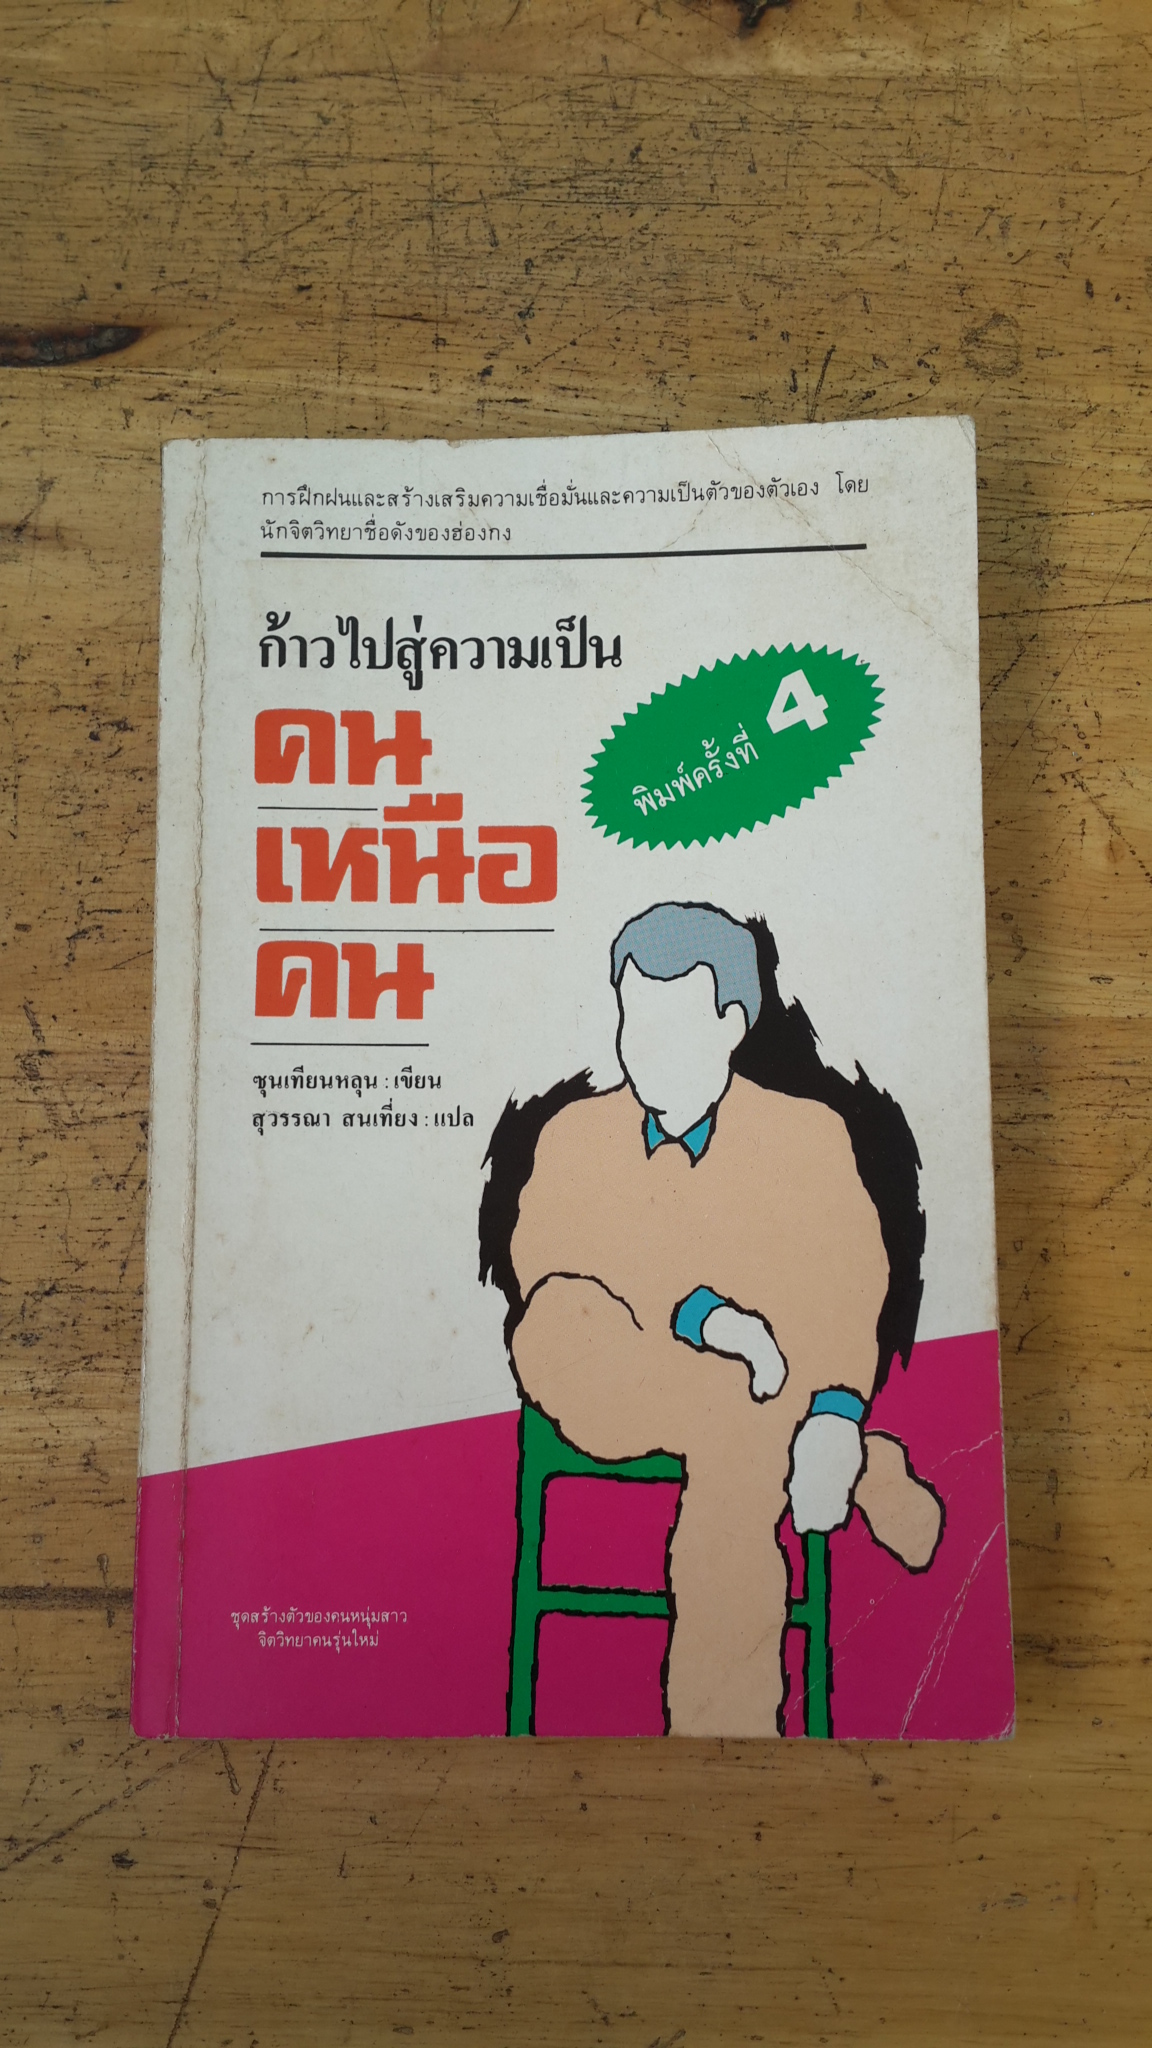 การฝึกฝนและสร้างเสริมความเชื่อมั่นและความเป็นตัวของตัวเอง โดย
นักจิตวิทยาชื่อดังของฮ่องกง
ก้าวไปสู่ความเป็น
คน
เหนือ
คน
พิมพ์ครั้งที่ 4
ซุนเทียนหลุน : เขียน
สุวรรณา สนเที่ยง : แปล
ชุดสร้างตัวของคนหนุ่มสาว
จิตวิทยาคนรุ่นใหม่